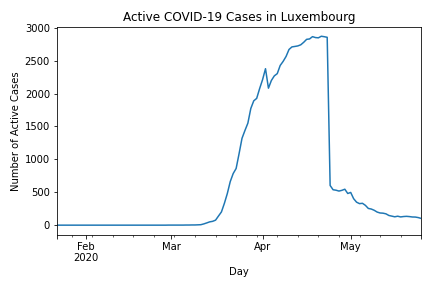 Active COVID-19 Cases in Luxembourg
Number of Active Cases
3000
2500
2000
1500
1000
500
0
Feb
2020
Mar
Apr
May
Day